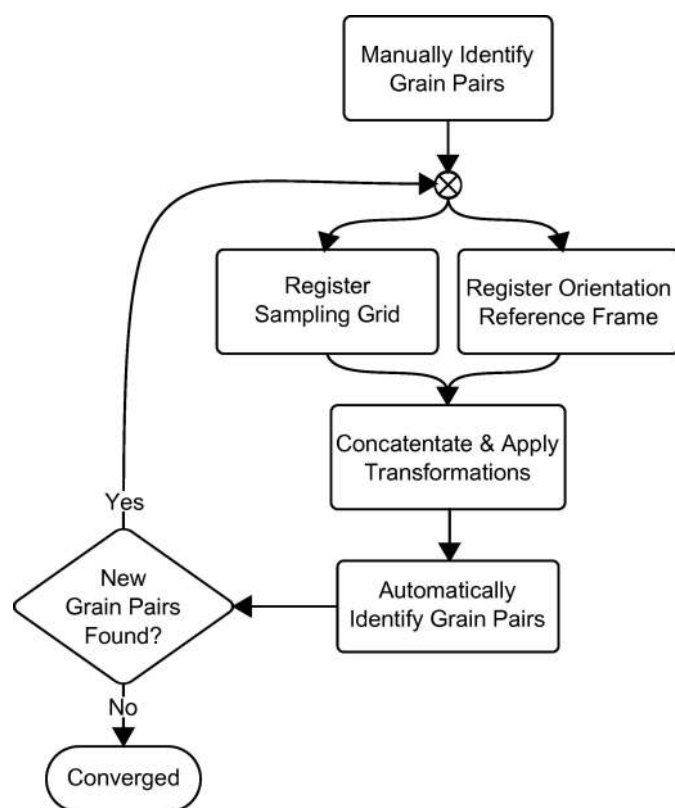 Manually Identify
Grain Pairs
Register
Sampling Grid
Register Orientation
Reference Frame
Concatentate & Apply
Transformations
Automatically
Identify Grain Pairs
New
Grain Pairs
Found?
Yes
No
Converged